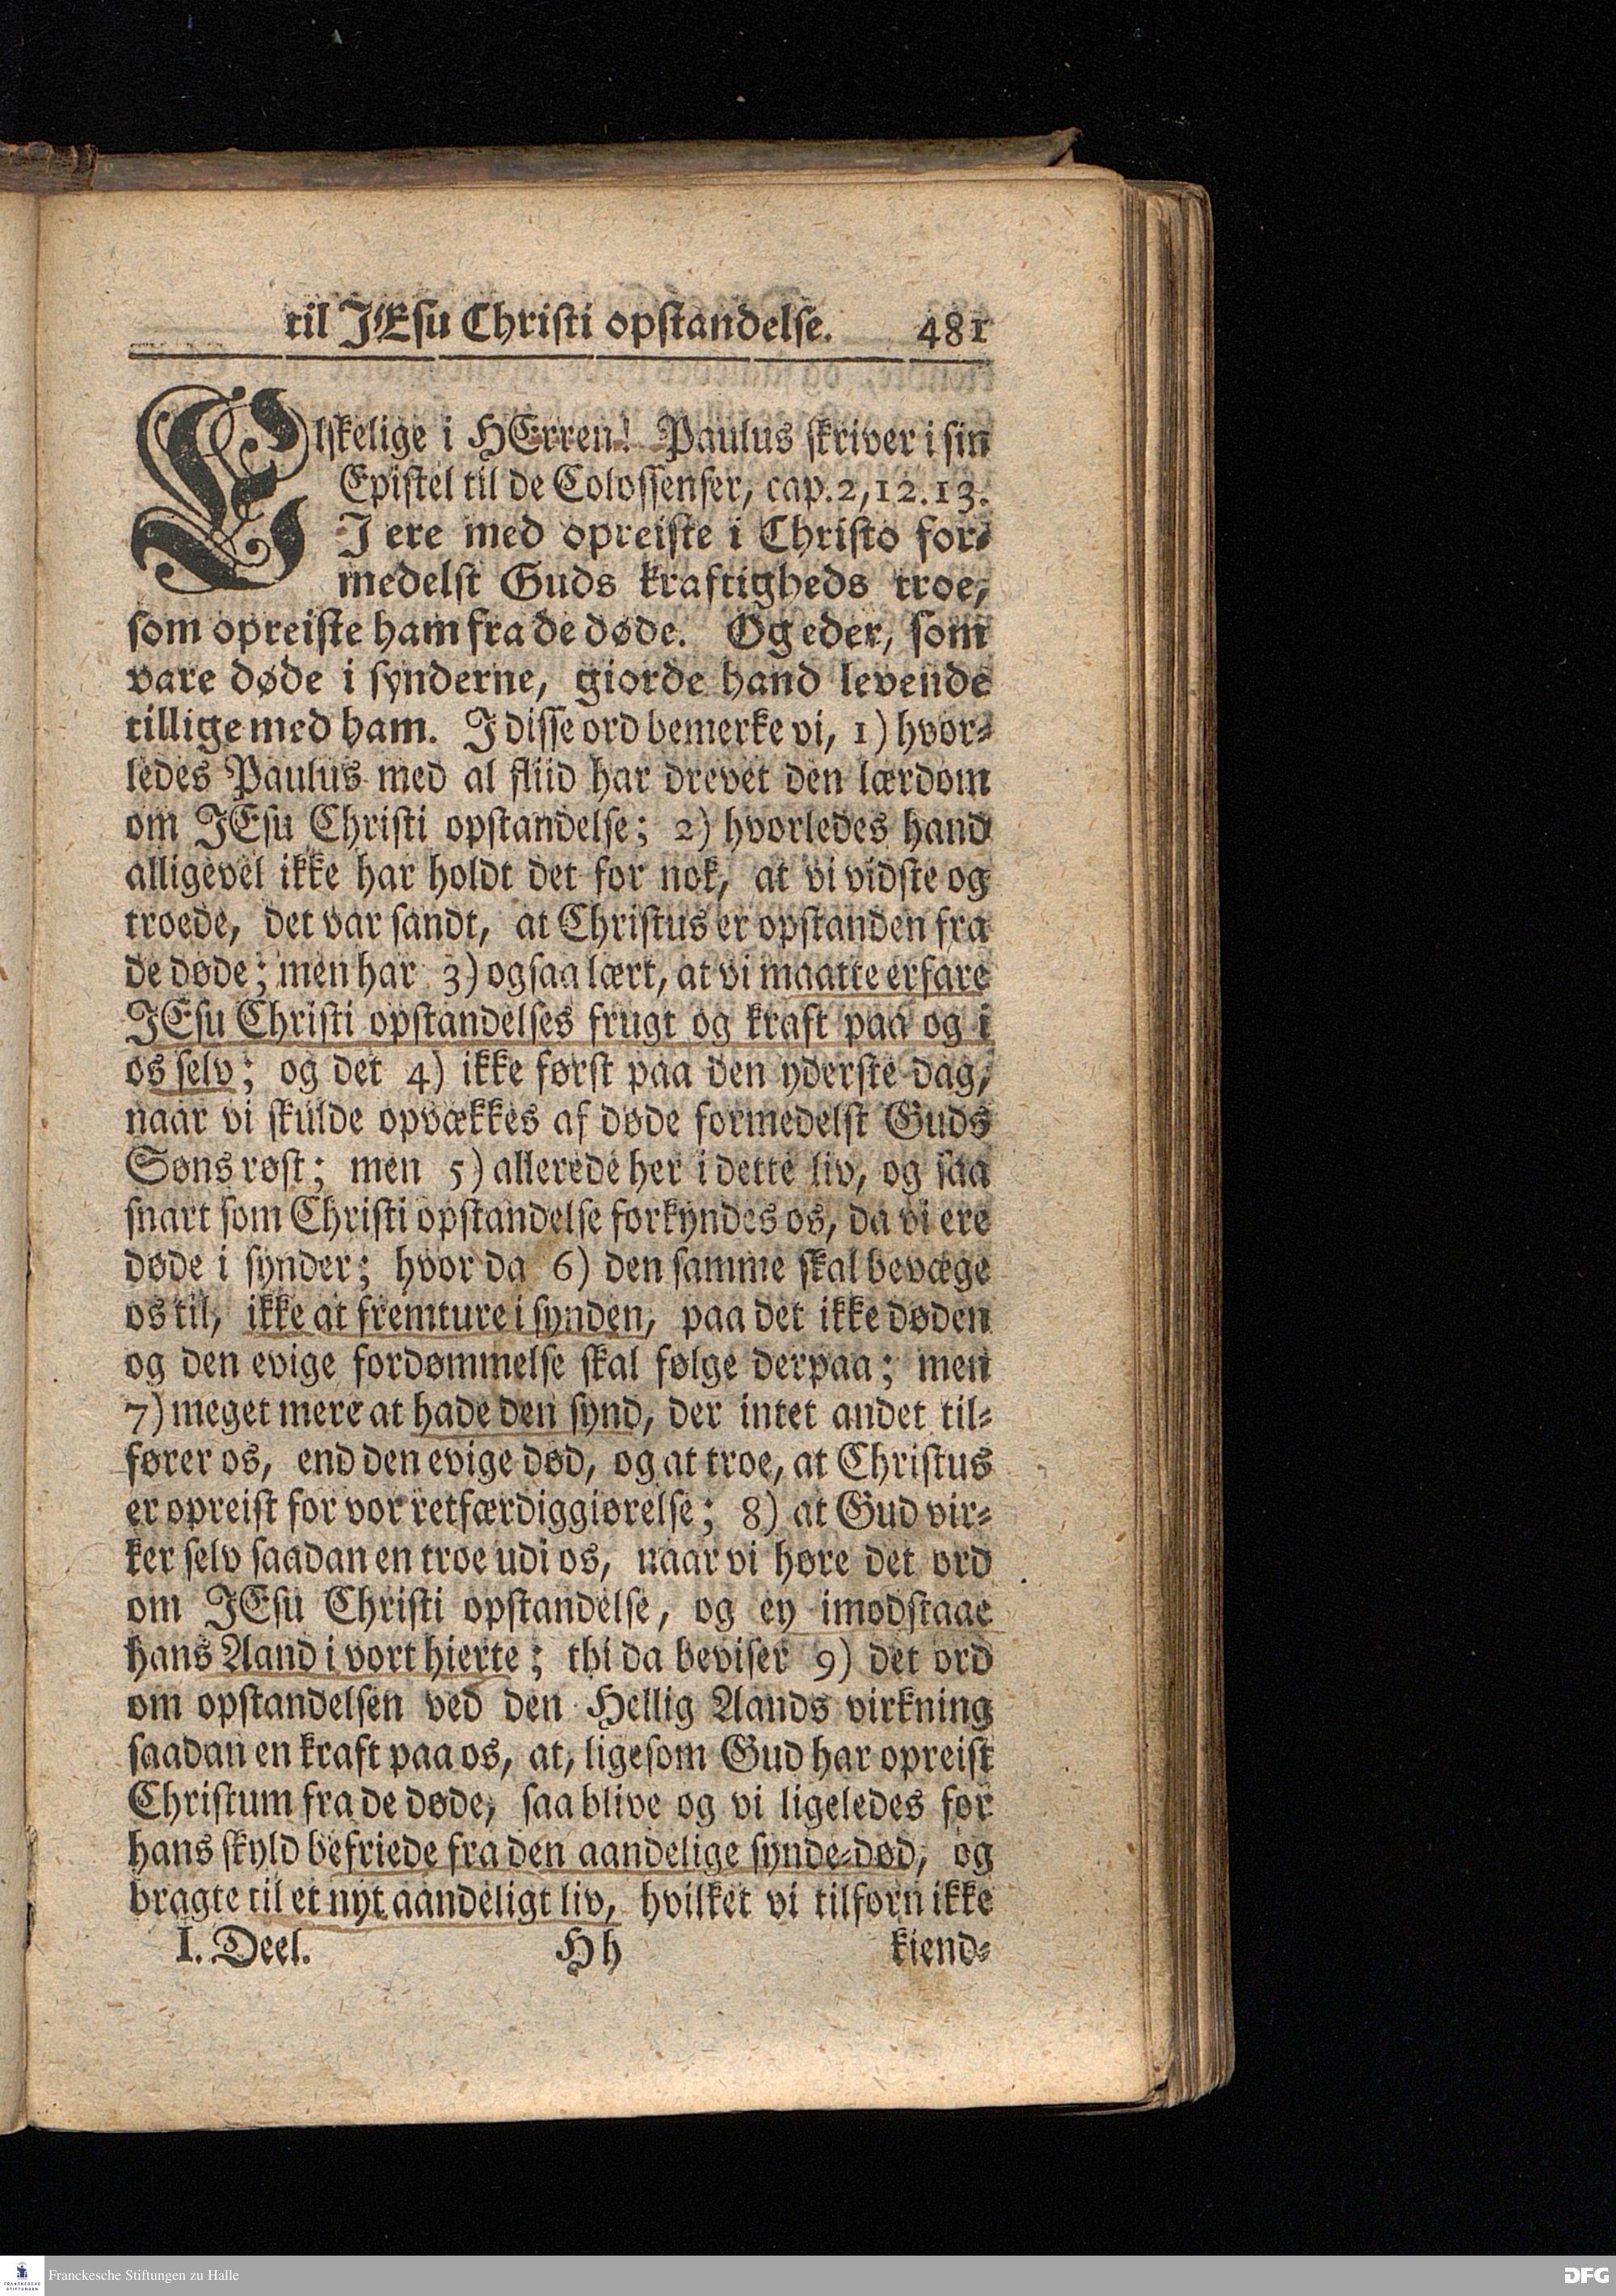 til JEsu Christi opstandelse. 481
Elskelige i HErren! Paulus skriver i sin
Epistel til de Colossenser, cap.2,12.13.
J ere med opreiste i Christo for-
medelst Guds kraftigheds troe,
som opreiste ham fra de døde. Og eder, som
vare døde i synderne, giorde hand levende
tillige med ham. J disse ord bemerke vi, 1) hvor-
ledes Paulus med al fliid har drevet den lærdom
om JEsu Christi opstandelse; 2) hvorledes hand
alligevel ikke har holdt det for nok, at vi vidste og
troede, det var sandt, at Christus er opstanden fra
de døde; men har 3) ogsaa lært, at vi maatte erfare
JEsu Christi opstandelses frugt og kraft paa og i
os selv; og det 4) ikke først paa den yderste dag,
naar vi skulde opvækkes af døde formedelst Guds
Søns røst; men 5) allerede her i dette liv, og saa
snart som Christi opstandelse forkyndes os, da vi ere
døde i synder; hvor da 6) den samme skal bevæge
os til, ikke at fremture i synden, paa det ikke døden
og den evige fordømmelse skal følge derpaa; men
7) meget mere at hade den synd, der intet andet til-
fører os, end den evige død, og at troe, at Christus
er opreist for vor retfærdiggiørelse; 8) at Gud vir-
ker selv saadan en troe udi os, naar vi høre det ord
om JEsu Christi opstandelse, og ey imodstaae
hans Aand i vort hierte; thi da beviser 9) det ord
om opstandelsen ved den Hellig Aands virkning
saadan en kraft paa os, at, ligesom Gud har opreist
Christum fra de døde, saa blive og vi ligeledes for
hans skyld befriede fra den aandelige synde-død, og
bragte til et nyt aandeligt liv, hvilket vi tilforn ikke
I. Deel. Hh kiend-
FRANCKESCHE STIFTUNGEN
Franckesche Stiftungen zu Halle
DFG